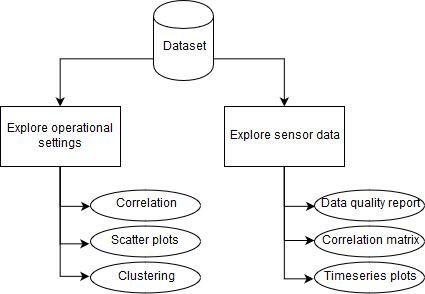 Dataset
Explore operational
settings
Explore sensor data
Correlation
Scatter plots
Clustering
Data quality report
Correlation matrix
Timeseries plots